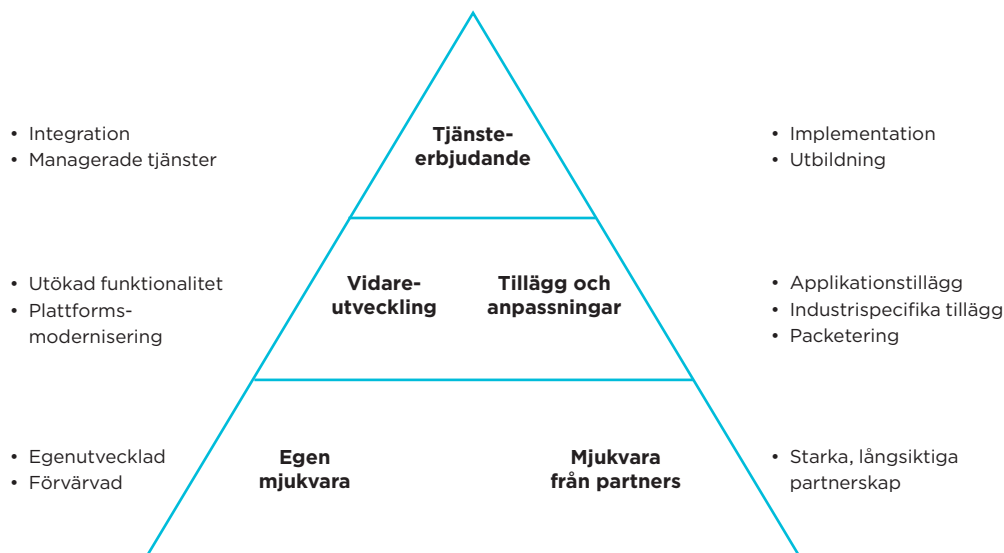 • Integration
• Managerade tjänster
Tjänste-
erbjudande
• Implementation
• Utbildning
• Utökad funktionalitet
• Plattforms-
modernisering
Vidare-
utveckling
Tillägg och
anpassningar
• Applikationstillägg
• Industrispecifika tillägg
• Packetering
• Egenutvecklad
• Förvärvad
Egen
mjukvara
Mjukvara
från partners
• Starka, långsiktiga
partnerskap